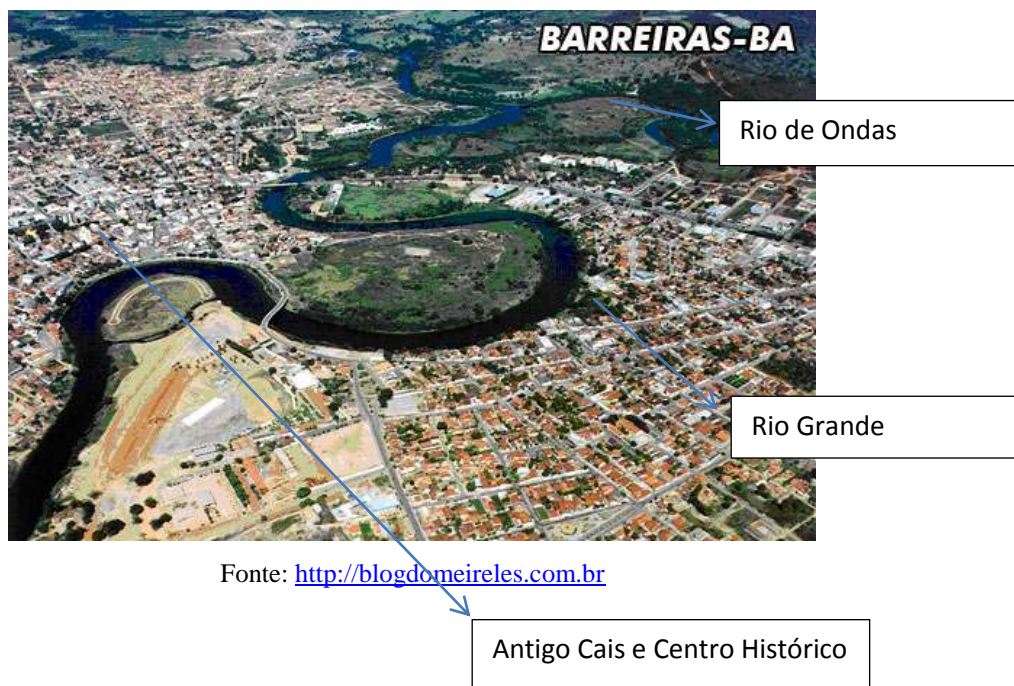 BARREIRAS-BA
Rio de Ondas
Rio Grande
Fonte: http://blogdomeireles.com.br
Antigo Cais e Centro Histórico